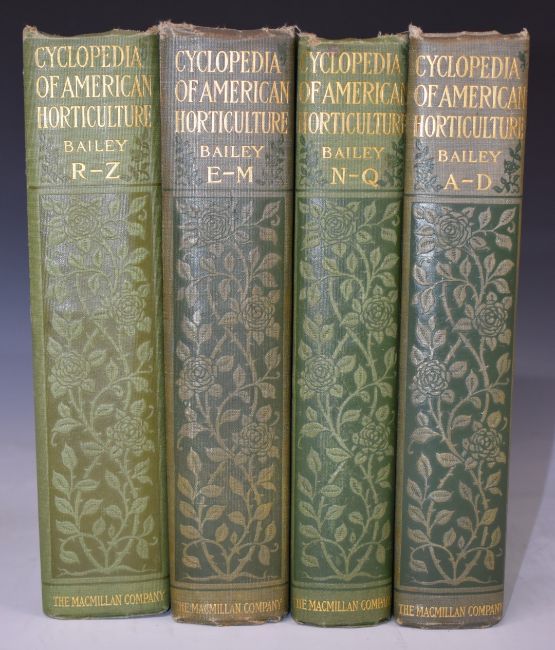 CYCLOPEDIA
OF AMERICAN
HORTICULTURE
BAILEY
R-Z
THE MACMILLAN COMPANY
CYCLOPEDIA
OF AMERICAN
HORTICULTURE
BAILEY
E-M
THE MACMILLAN COMPANY
CYCLOPEDIA
OF AMERICAN
HORTICULTURE
BAILEY
N-Q
THE MACMILLAN COMPANY
CYCLOPEDIA
OF AMERICAN
HORTICULTURE
BAILEY
A-D
THE MACMILLAN COMPANY